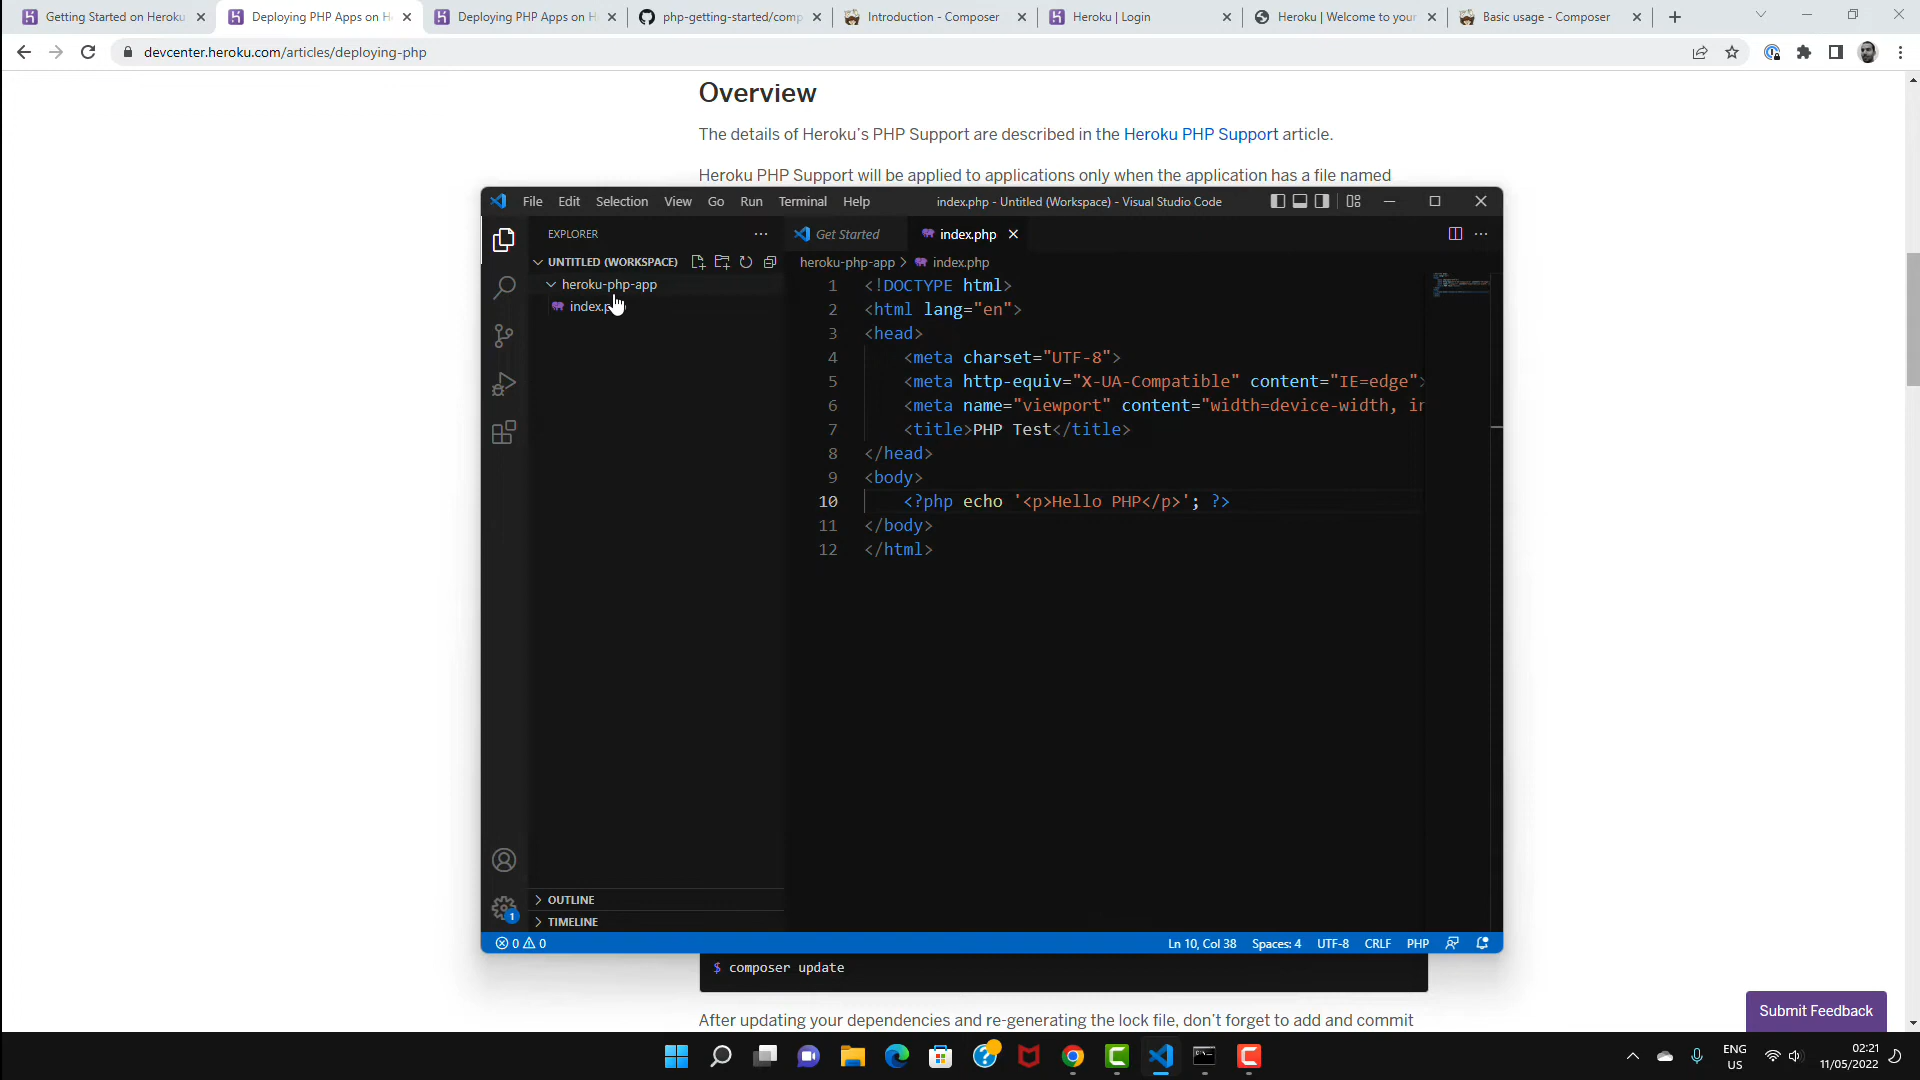 Getting Started on Heroku
Deploying PHP Apps on H
Deploying PHP Apps on H
php-getting-started/comp
Introduction - Composer
Heroku | Login
Heroku | Welcome to your
Basic usage - Composer
devcenter.heroku.com/articles/deploying-php
Overview
The details of Heroku's PHP Support are described in the Heroku PHP Support article.
Heroku PHP Support will be applied to applications only when the application has a file named
File Edit Selection View Go Run Terminal Help
index.php - Untitled (Workspace) - Visual Studio Code
EXPLORER
Get Started
index.php
UNTITLED (WORKSPACE)
heroku-php-app > index.php
heroku-php-app
index.p
1 <!DOCTYPE html>
2 <html lang="en">
3 <head>
4 <meta charset="UTF-8">
5 <meta http-equiv="X-UA-Compatible" content="IE=edge">
6 <meta name="viewport" content="width=device-width, in
7 <title>PHP Test</title>
8 </head>
9 <body>
10 <?php echo '<p>Hello PHP</p>'; ?>
11 </body>
12 </html>
OUTLINE
TIMELINE
1
0 0
Ln 10, Col 38
Spaces: 4
UTF-8
CRLF
PHP
$ composer update
After updating your dependencies and re-generating the lock file, don't forget to add and commit
Submit Feedback
ENG
US
02:21
11/05/2022